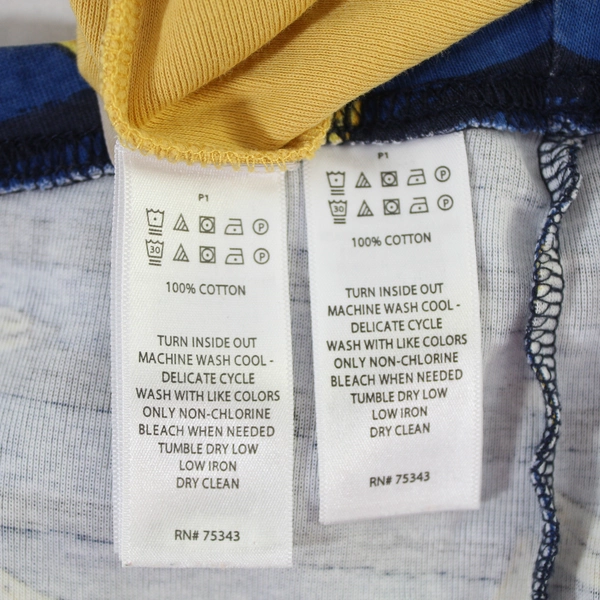 P1
30
100% COTTON
TURN INSIDE OUT
MACHINE WASH COOL -
DELICATE CYCLE
WASH WITH LIKE COLORS
ONLY NON-CHLORINE
BLEACH WHEN NEEDED
TUMBLE DRY LOW
LOW IRON
DRY CLEAN
RN# 75343
P1
30
100% COTTON
TURN INSIDE OUT
MACHINE WASH COOL -
DELICATE CYCLE
WASH WITH LIKE COLORS
ONLY NON-CHLORINE
BLEACH WHEN NEEDED
TUMBLE DRY LOW
LOW IRON
DRY CLEAN
RN# 75343